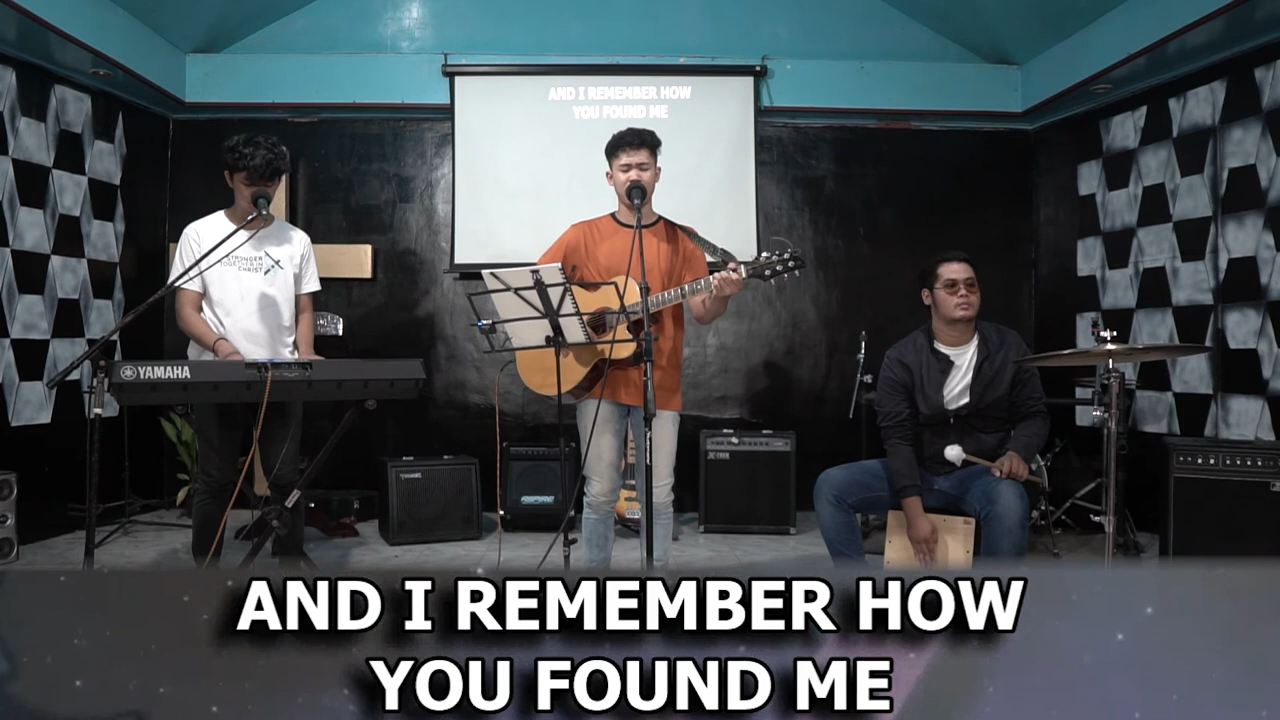 AND I REMEMBER HOW
YOU FOUND ME
STRONGER
TOGETHER IN
CHRIST
YAMAHA
AND I REMEMBER HOW
YOU FOUND ME